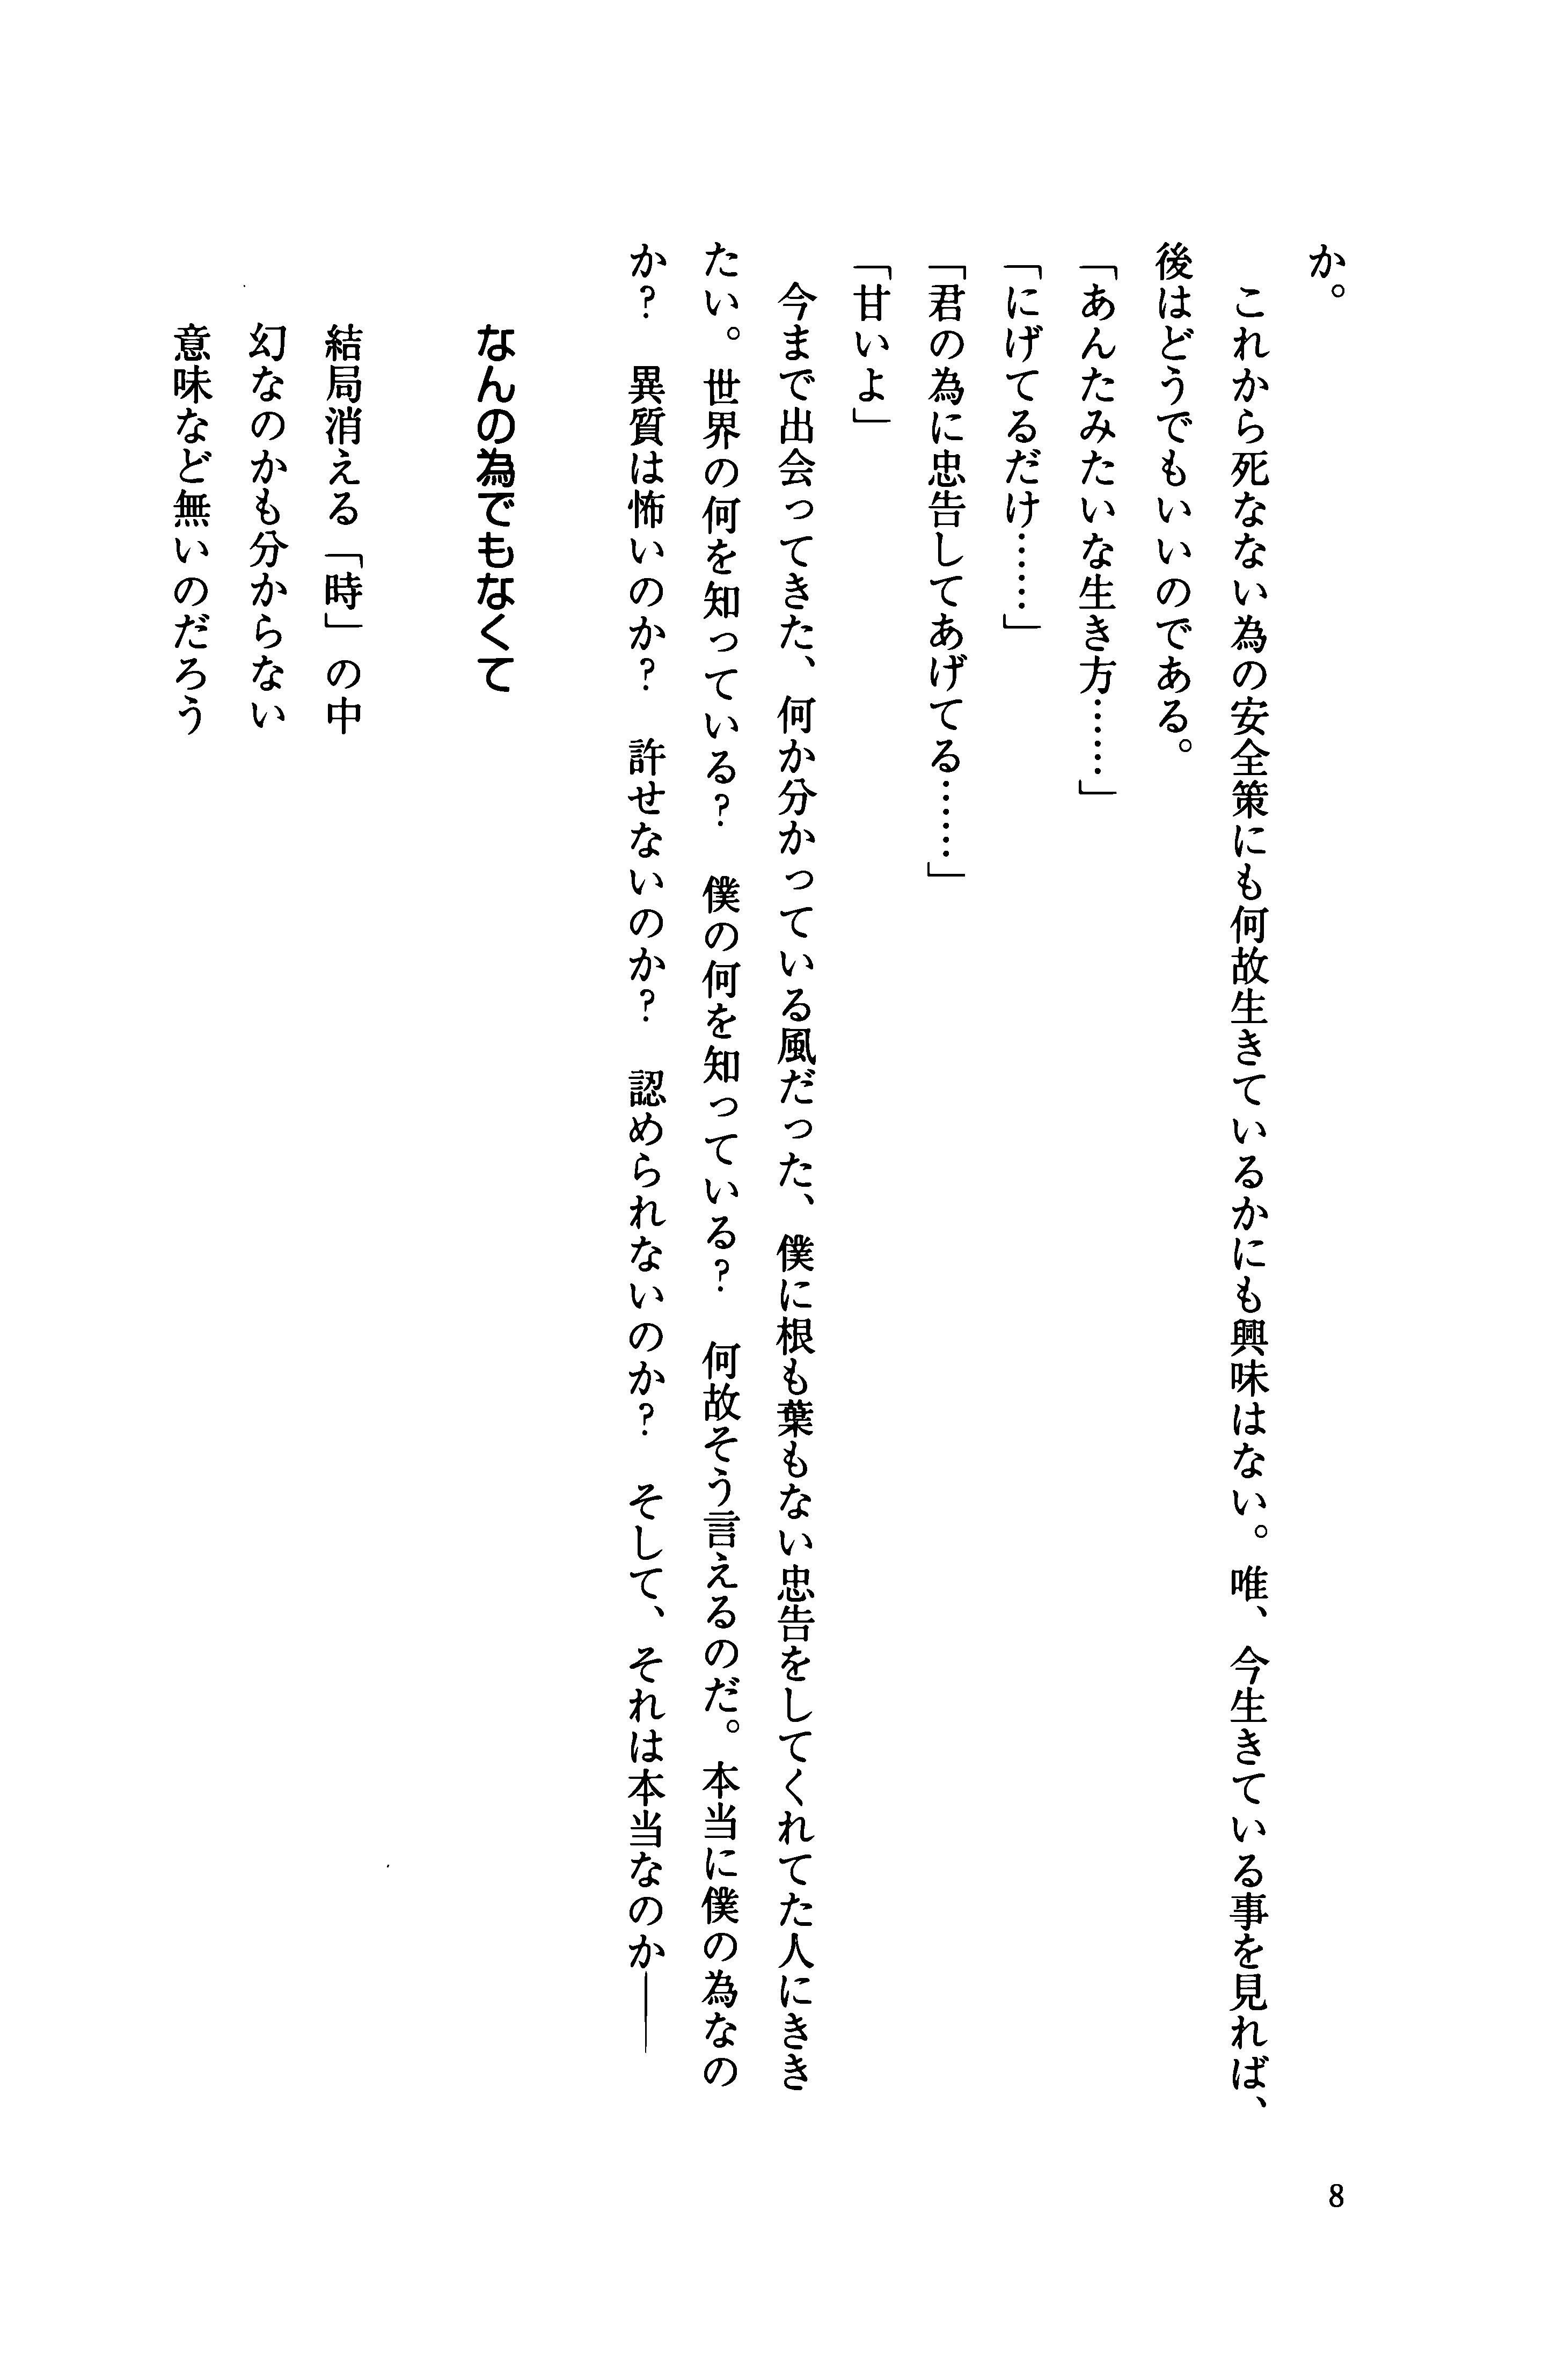 か。
　これから死なない為の安全策にも何故生きているかにも興味はない。唯、今生きている事を見れば、
後はどうでもいいのである。
「あんたみたいな生き方……」
「にげてるだけ……」
「君の為に忠告してあげてる……」
「甘いよ」
　今まで出会ってきた、何か分かっている風だった、僕に根も葉もない忠告をしてくれてた人にきき
たい。世界の何を知っている？　僕の何を知っている？　何故そう言えるのだ。本当に僕の為なの
か？　異質は怖いのか？　許せないのか？　認められないのか？　そして、それは本当なのか――
なんの為でもなくて
結局消える「時」の中
幻なのかも分からない
意味など無いのだろう
8